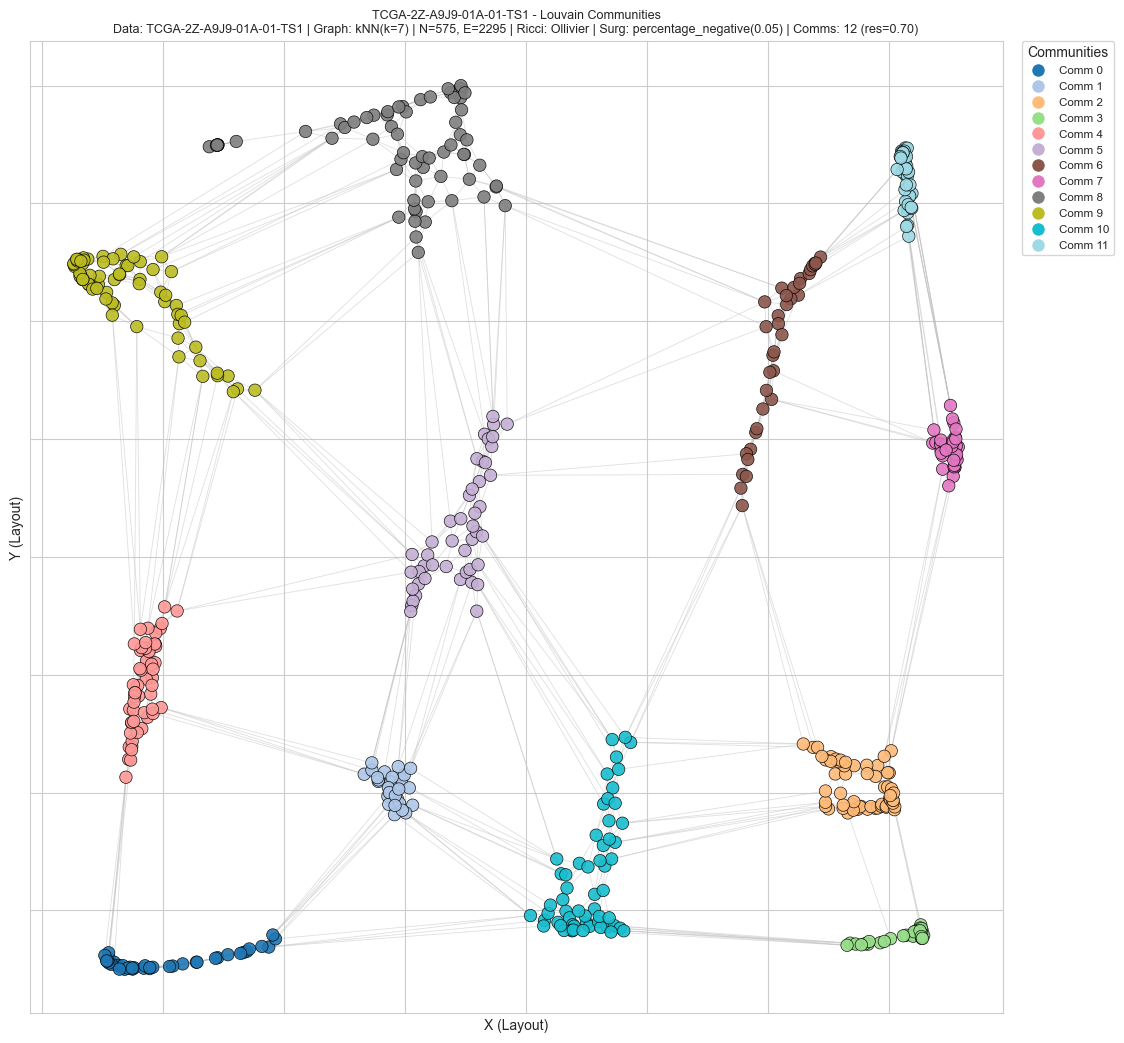 TCGA-2Z-A9J9-01A-01-TS1 - Louvain Communities
Data: TCGA-2Z-A9J9-01A-01-TS1 | Graph: kNN(k=7) | N=575, E=2295 | Ricci: Ollivier | Surg: percentage_negative(0.05) | Comms: 12 (res=0.70)
Communities
Comm 0
Comm 1
Comm 2
Comm 3
Comm 4
Comm 5
Comm 6
Comm 7
Comm 8
Comm 9
Comm 10
Comm 11
Y (Layout)
X (Layout)